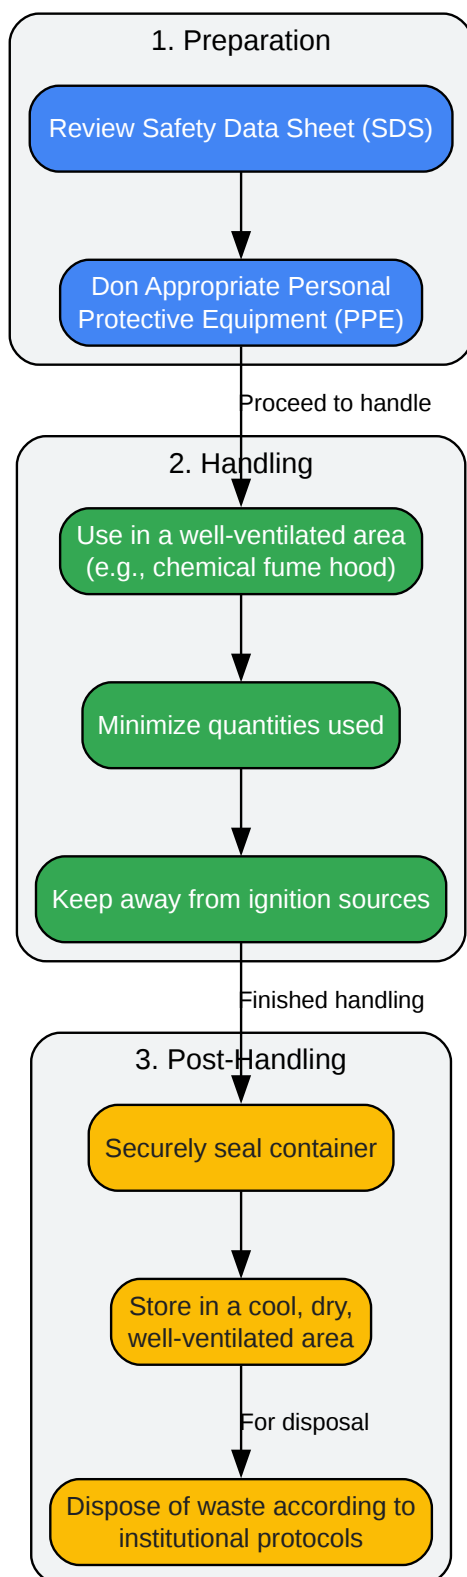 1. Preparation
Review Safety Data Sheet (SDS)
Don Appropriate Personal
Protective Equipment (PPE)
Proceed to handle
2. Handling
Use in a well-ventilated area
(e.g., chemical fume hood)
Minimize quantities used
Keep away from ignition sources
Finished handling
3. Post-Handling
Securely seal container
Store in a cool, dry,
well-ventilated area
For disposal
Dispose of waste according to
institutional protocols